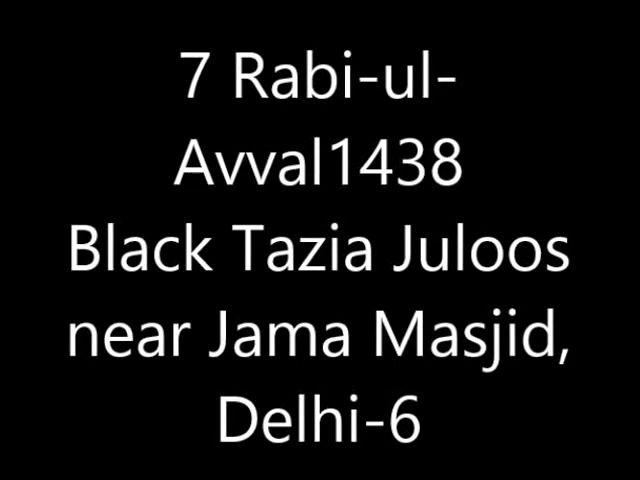 7 Rabi-ul-
Avval1438
Black Tazia Juloos
near Jama Masjid,
Delhi-6